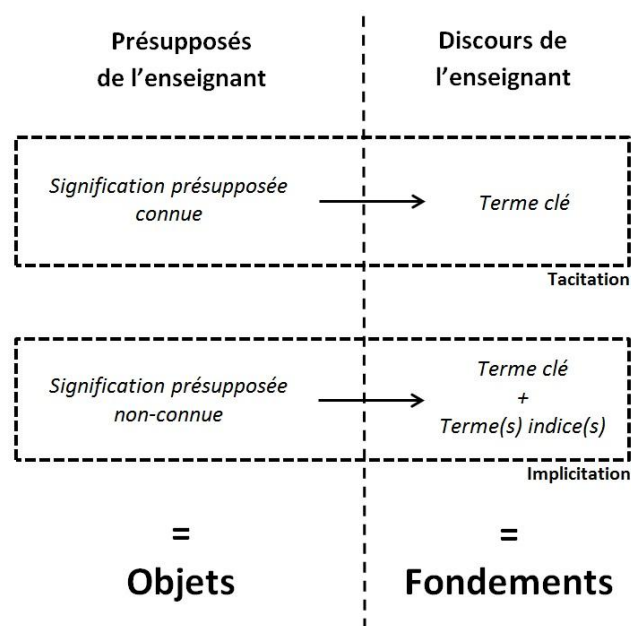 Présupposés
de l'enseignant
Discours de
l'enseignant
Signification présupposée
connue
Terme clé
Tacitation
Signification présupposée
non-connue
Terme clé
+
Terme(s) indice(s)
Implicitation
=
Objets
=
Fondements